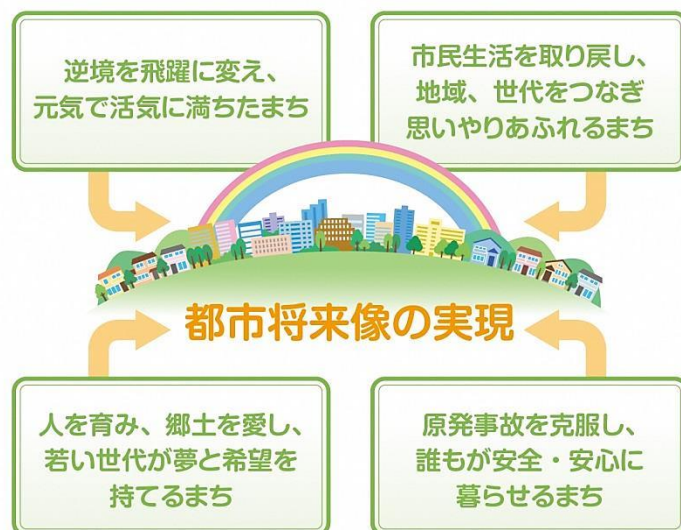 逆境を飛躍に変え、
元気で活気に満ちたまち
市民生活を取り戻し、
地域、世代をつなぎ
思いやりあふれるまち
都市将来像の実現
人を育み、郷土を愛し、
若い世代が夢と希望を
持てるまち
原発事故を克服し、
誰もが安全・安心に
暮らせるまち